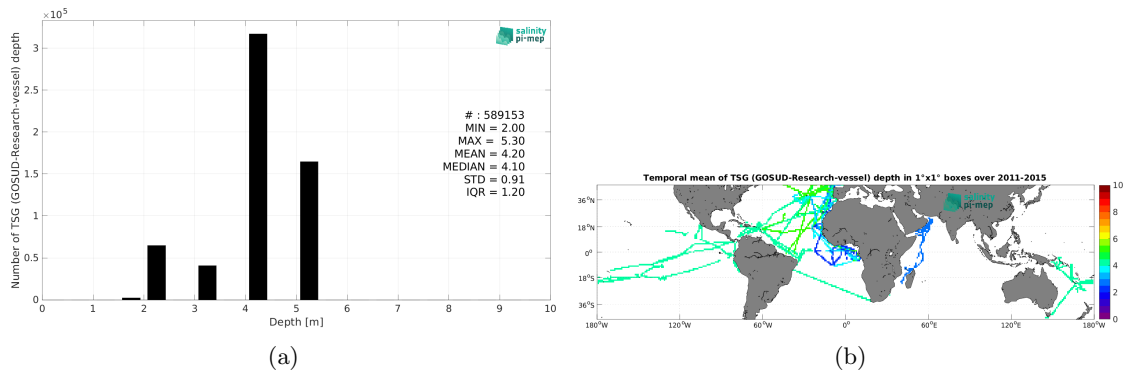 ×10⁵
salinity
pi-mep
3
2.5
2
1.5
1
0.5
0
Number of TSG (GOSUD-Research-vessel) depth
# : 589153
MIN = 2.00
MAX = 5.30
MEAN = 4.20
MEDIAN = 4.10
STD = 0.91
IQR = 1.20
0 1 2 3 4 5 6 7 8 9 10
Depth [m]
(a)
Temporal mean of TSG (GOSUD-Research-vessel) depth in 1°x1° boxes over 2011-2015
salinity
pi-mep
36°N
18°N
0°
18°S
36°S
180°W 120°W 60°W 0° 60°E 120°E 180°W
10
8
6
4
2
0
(b)